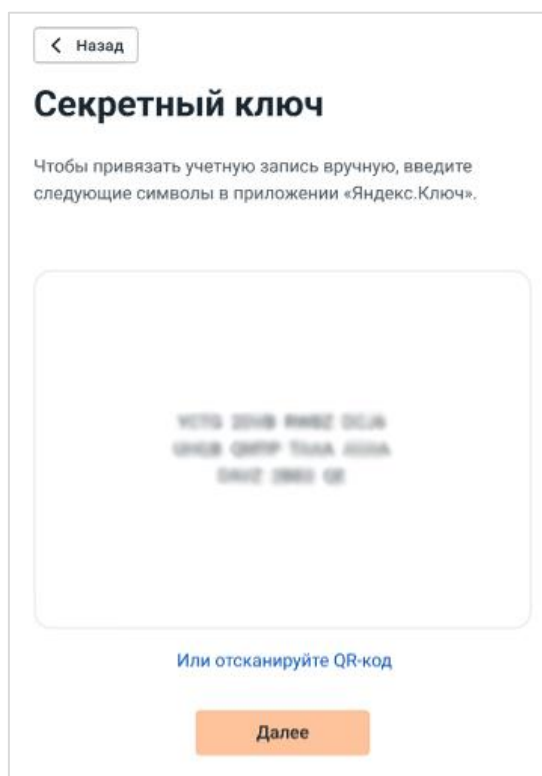 Назад
Секретный ключ
Чтобы привязать учетную запись вручную, введите
следующие символы в приложении «Яндекс.Ключ».
Или отсканируйте QR-код
Далее